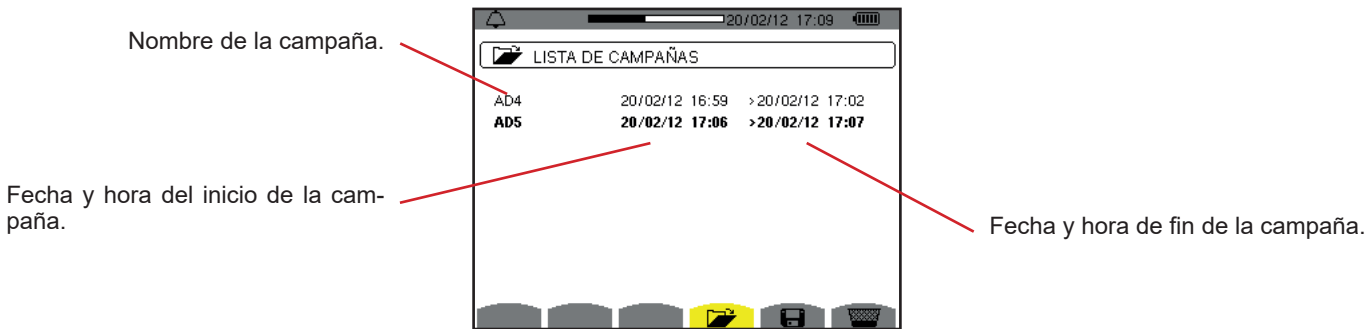 20/02/12 17:09
Nombre de la campaña.
LISTA DE CAMPAÑAS
AD4 20/02/12 16:59 >20/02/12 17:02
AD5 20/02/12 17:06 >20/02/12 17:07
Fecha y hora del inicio de la cam-
paña.
Fecha y hora de fin de la campaña.